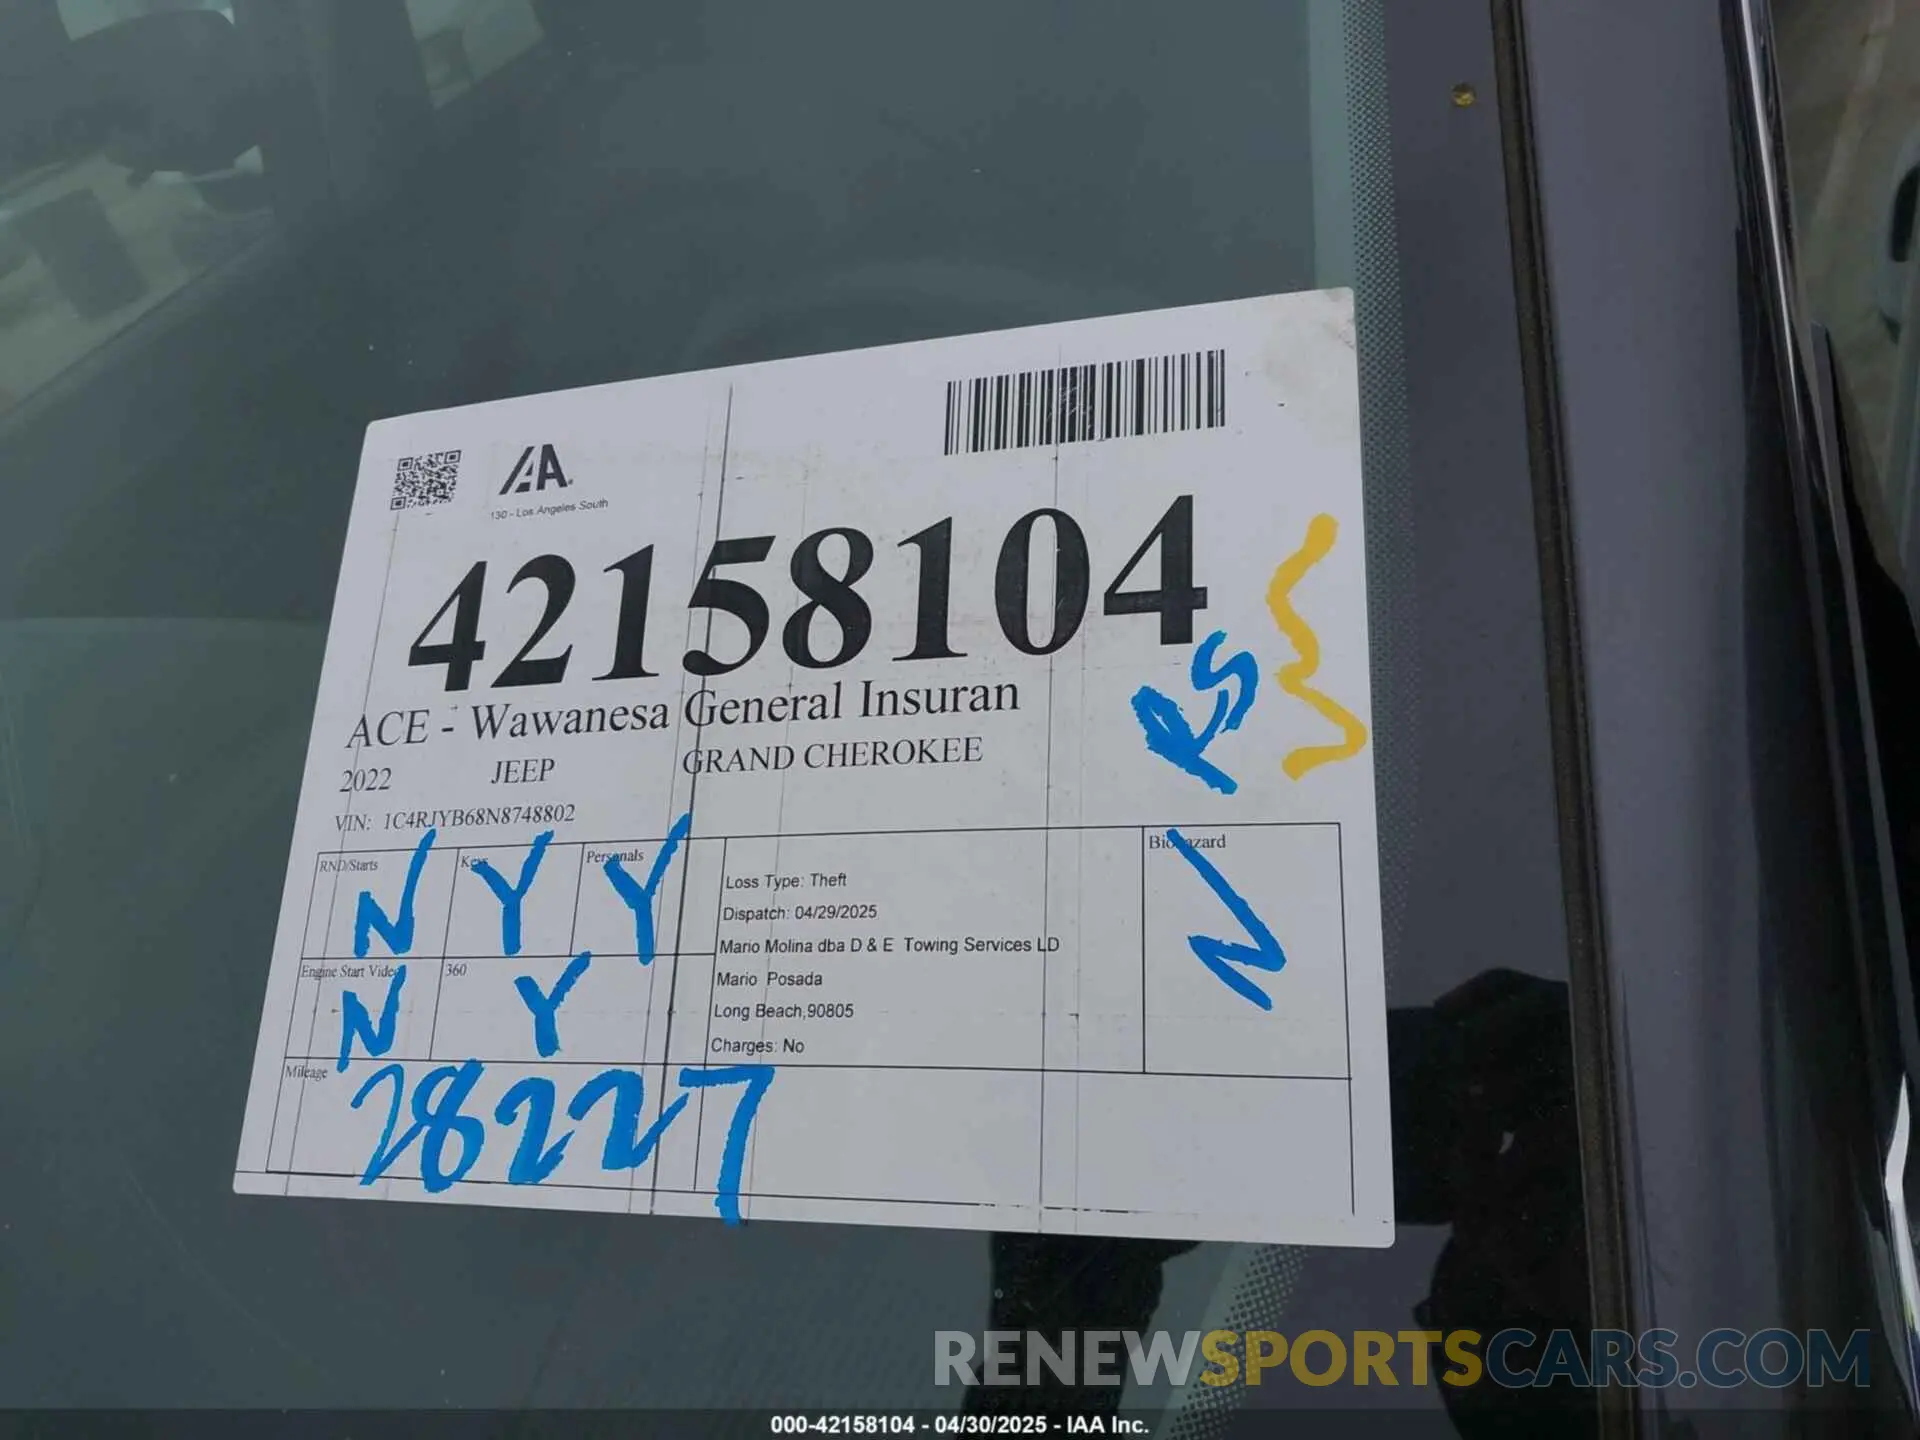 IAA
130 - Los Angeles South
42158104
ACE - Wawanesa General Insuran
2022 JEEP GRAND CHEROKEE
RS
VIN: 1C4RJYB68N8748802
RND/Starts N
Keys Y
Personals Y
Loss Type: Theft
Dispatch: 04/29/2025
Mario Molina dba D & E Towing Services LD
Mario Posada
Long Beach,90805
Charges: No
Biohazard N
Engine Start Video N
360 Y
Mileage 28227
RENEWSPORTSCARS.COM
000-42158104 - 04/30/2025 - IAA Inc.